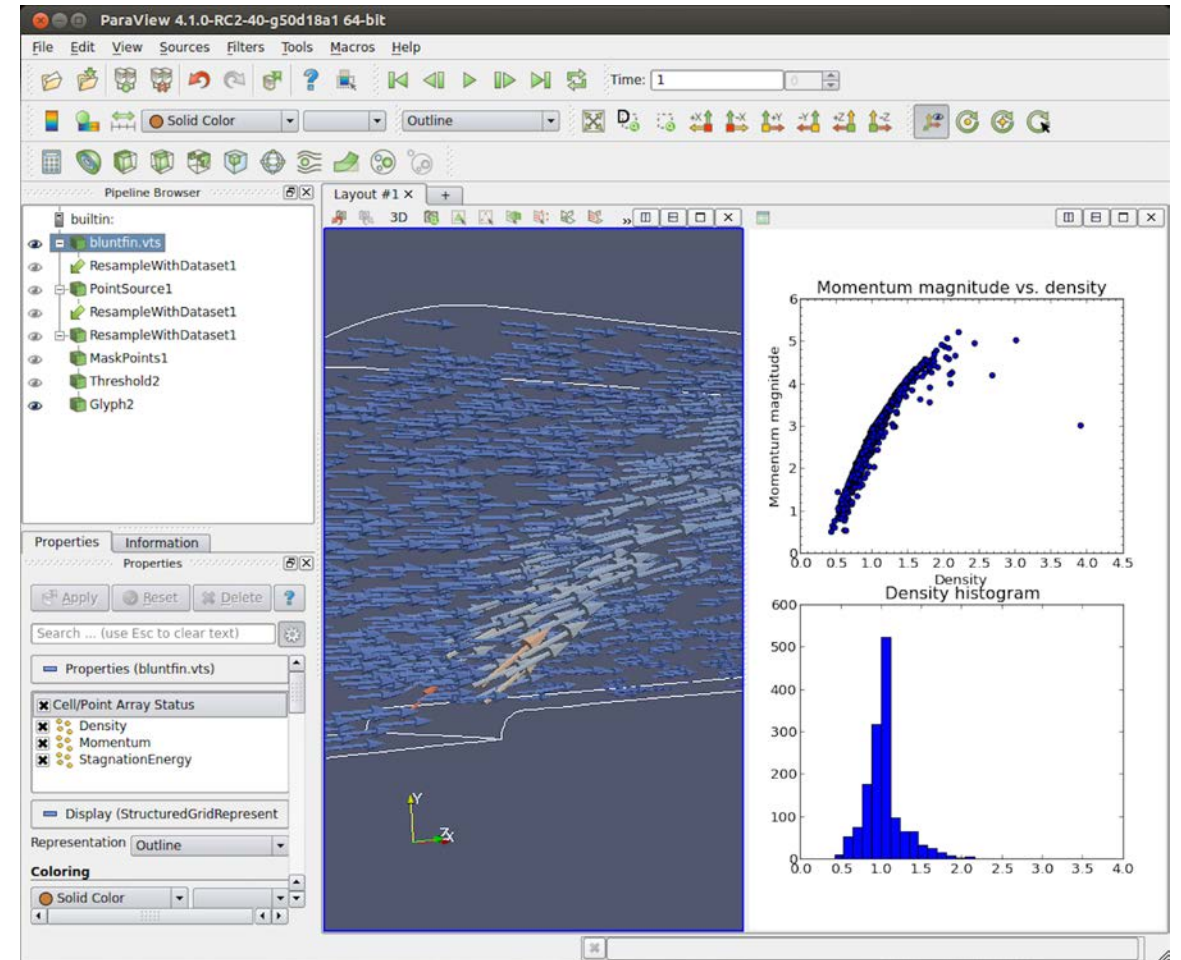 ParaView 4.1.0-RC2-40-g50d18a1 64-bit
File Edit View Sources Filters Tools Macros Help
Time: 1 0
Solid Color Outline D +X -X +Y -Y +Z -Z
Pipeline Browser
Layout #1 × +
builtin:
3D »
bluntfin.vts
ResampleWithDataset1
PointSource1
ResampleWithDataset1
ResampleWithDataset1
MaskPoints1
Threshold2
Glyph2
Momentum magnitude vs. density
6
5
4
3
2
1
0
Momentum magnitude
0.0 0.5 1.0 1.5 2.0 2.5 3.0 3.5 4.0 4.5
Density
Properties Information
Properties
Apply Reset Delete ?
Search ... (use Esc to clear text)
Properties (bluntfin.vts)
Cell/Point Array Status
Density
Momentum
StagnationEnergy
Display (StructuredGridRepresent
Representation Outline
Coloring
Solid Color
Y
Z X
Density histogram
600
500
400
300
200
100
0
0.0 0.5 1.0 1.5 2.0 2.5 3.0 3.5 4.0